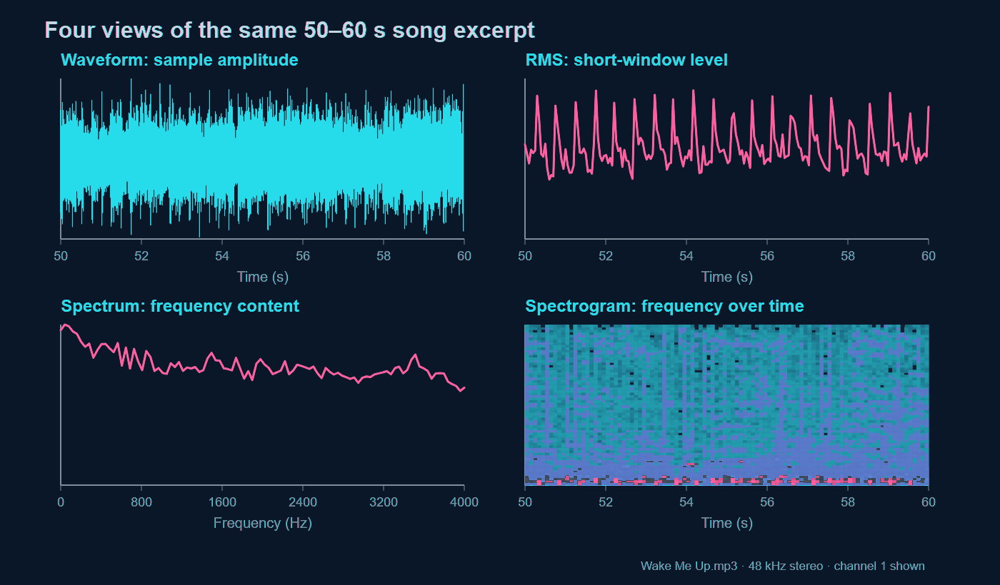 Four views of the same 50–60 s song excerpt
Waveform: sample amplitude
50 52 54 56 58 60
Time (s)
RMS: short-window level
50 52 54 56 58 60
Time (s)
Spectrum: frequency content
0 800 1600 2400 3200 4000
Frequency (Hz)
Spectrogram: frequency over time
50 52 54 56 58 60
Time (s)
Wake Me Up.mp3 · 48 kHz stereo · channel 1 shown